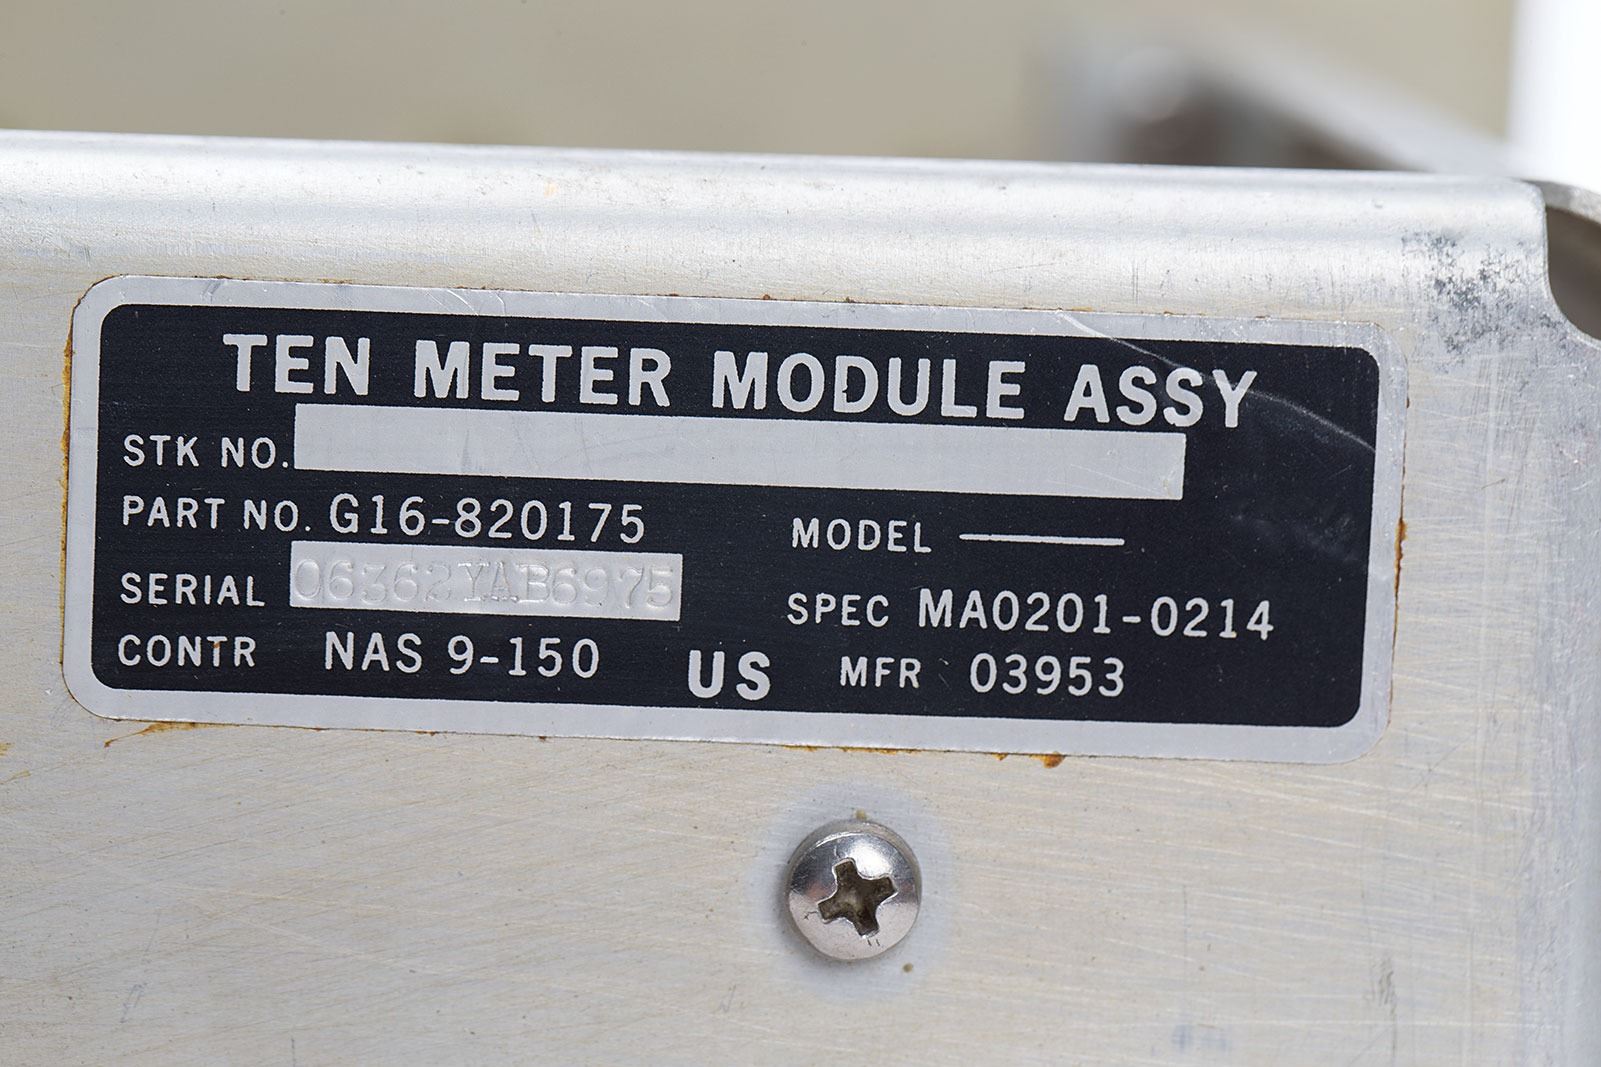 TEN METER MODULE ASSY
STK NO.
PART NO. G16-820175 MODEL ———
SERIAL 06362YAB6975 SPEC MA0201-0214
CONTR NAS 9-150 US MFR 03953